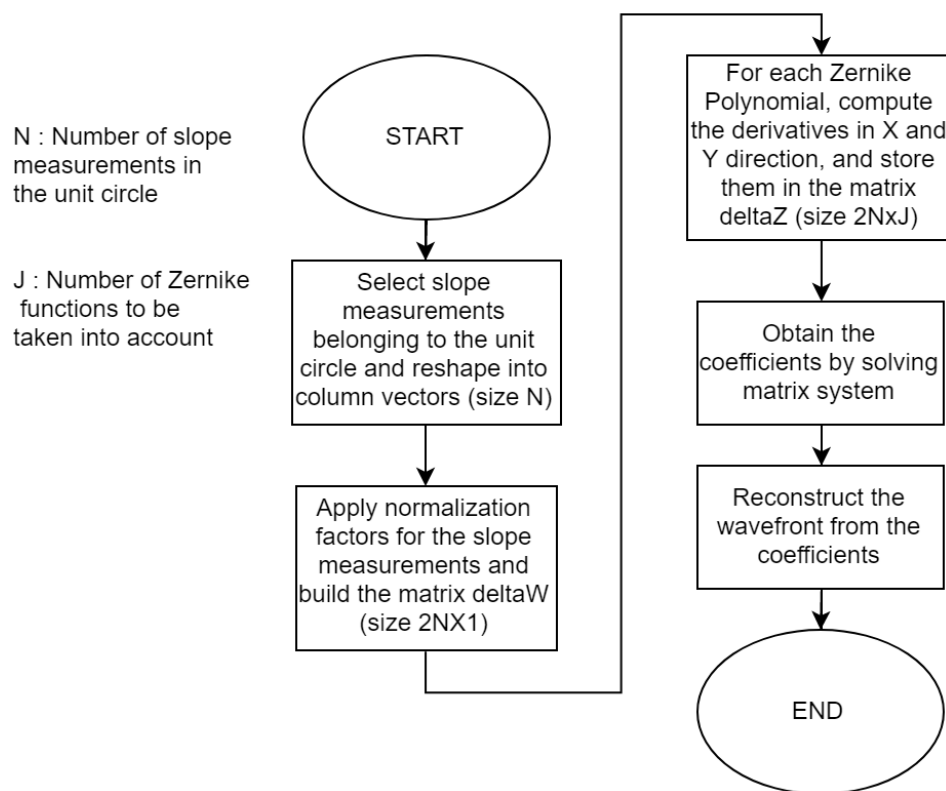 N : Number of slope
measurements in
the unit circle
J : Number of Zernike
functions to be
taken into account
START
Select slope
measurements
belonging to the unit
circle and reshape into
column vectors (size N)
Apply normalization
factors for the slope
measurements and
build the matrix deltaW
(size 2NX1)
For each Zernike
Polynomial, compute
the derivatives in X and
Y direction, and store
them in the matrix
deltaZ (size 2NxJ)
Obtain the
coefficients by solving
matrix system
Reconstruct the
wavefront from the
coefficients
END